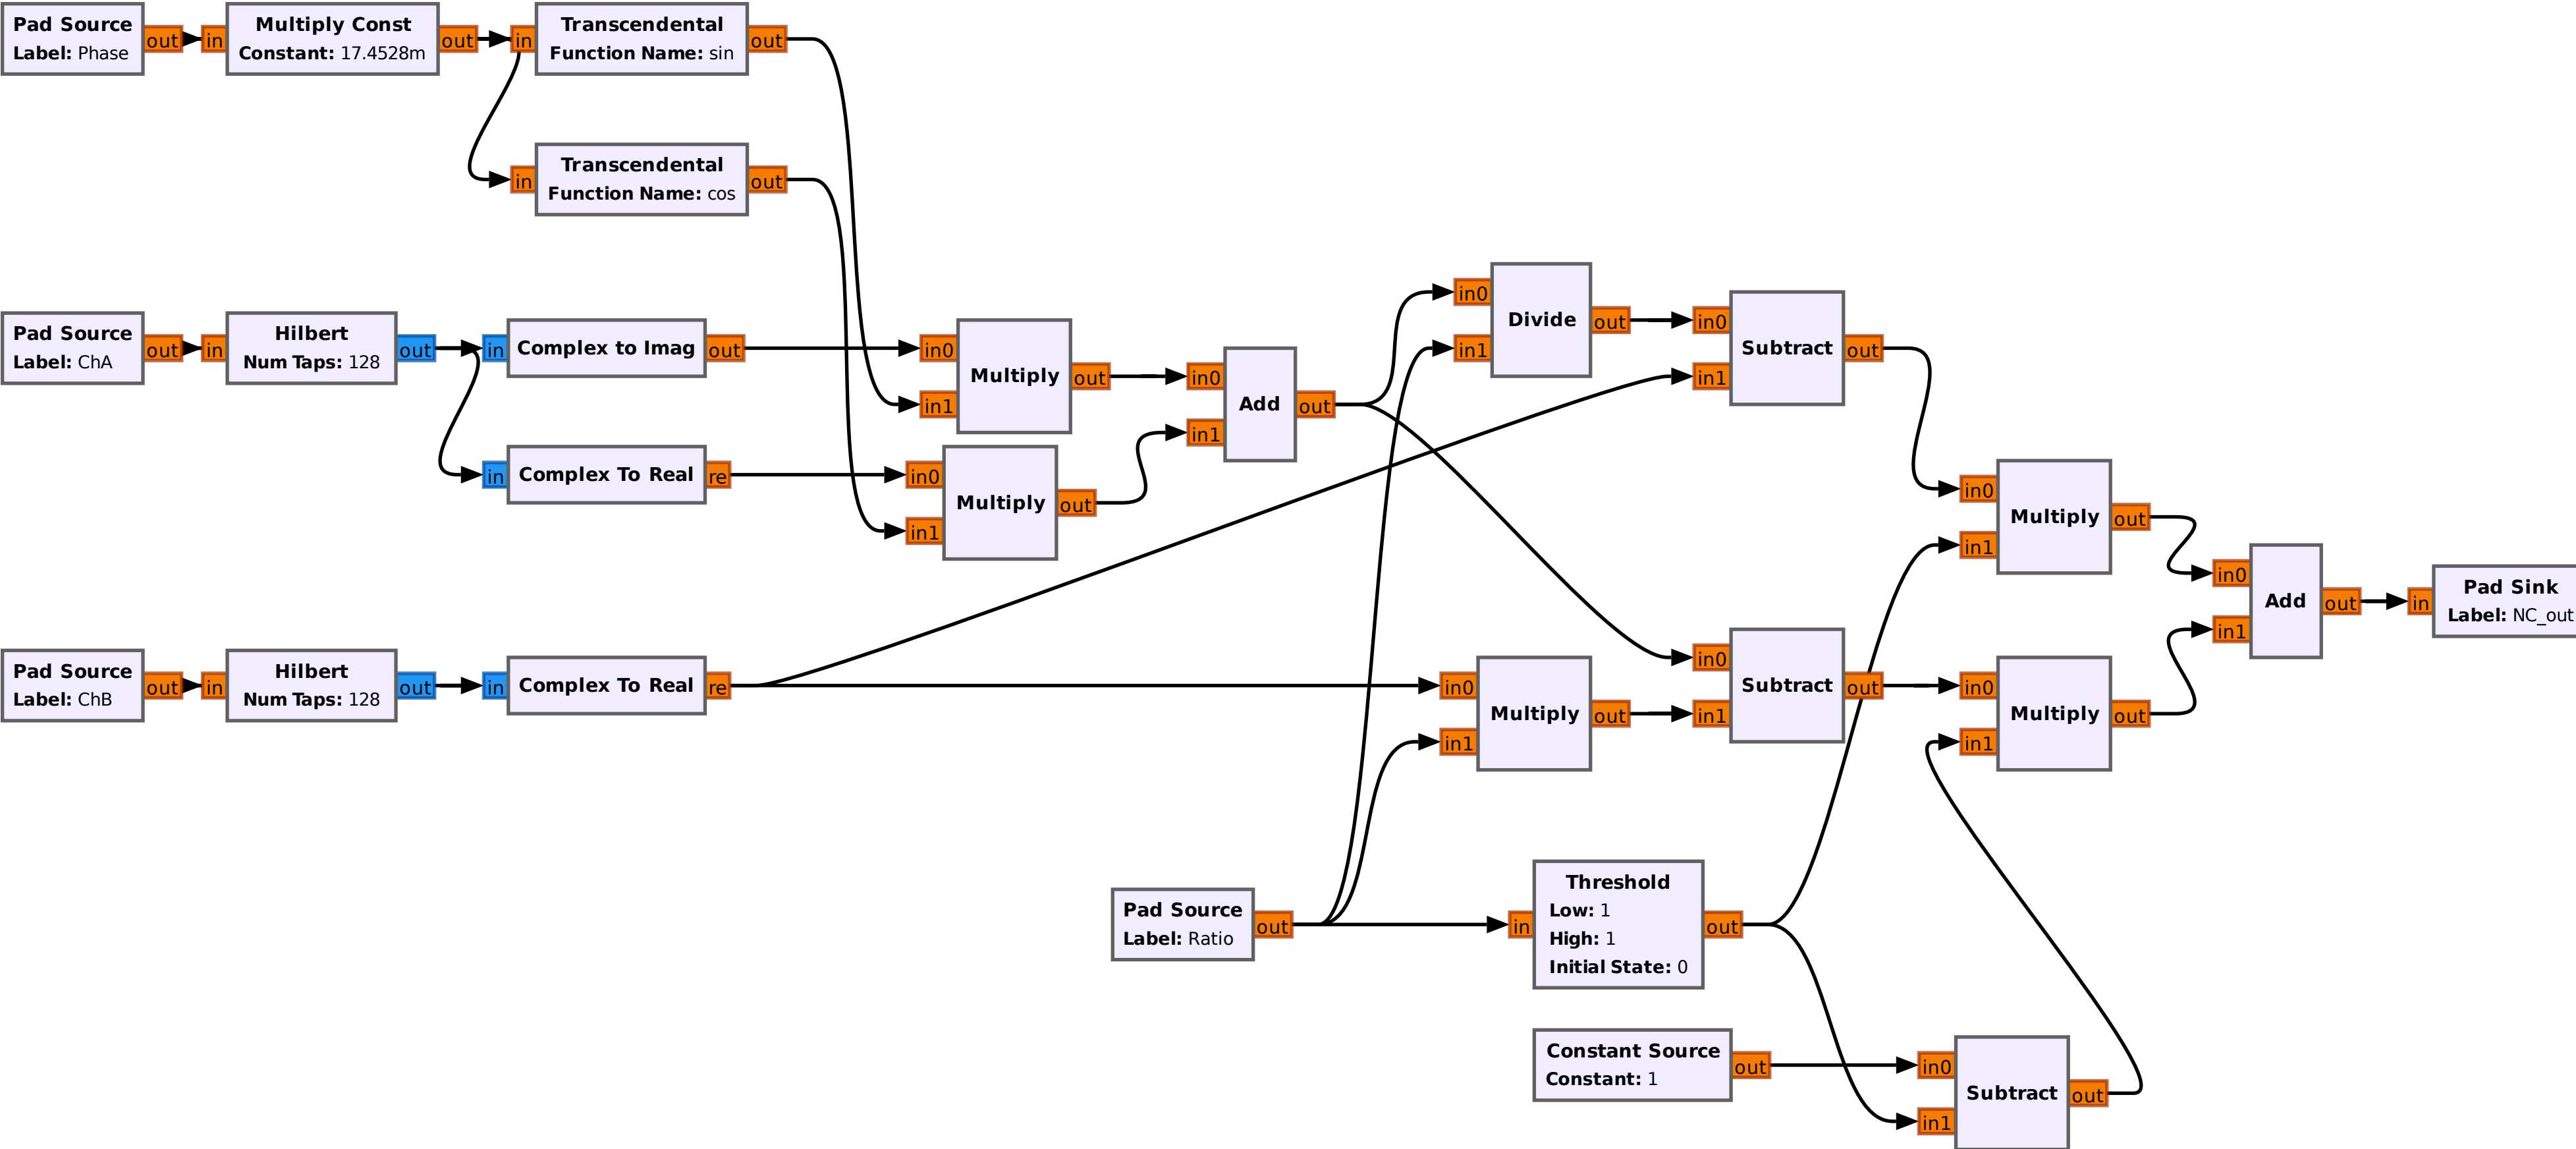 Pad Source
Label: Phase
out
in
Multiply Const
Constant: 17.4528m
out
in
Transcendental
Function Name: sin
out
in
Transcendental
Function Name: cos
out
Pad Source
Label: ChA
out
in
Hilbert
Num Taps: 128
out
in
Complex to Imag
out
in
Complex To Real
re
in0
in1
Multiply
out
in0
in1
Multiply
out
in0
in1
Add
out
in0
in1
Divide
out
in0
in1
Subtract
out
Pad Source
Label: ChB
out
in
Hilbert
Num Taps: 128
out
in
Complex To Real
re
in0
in1
Multiply
out
in0
in1
Subtract
out
in0
in1
Multiply
out
in0
in1
Multiply
out
in0
in1
Add
out
in
Pad Sink
Label: NC_out
Pad Source
Label: Ratio
out
in
Threshold
Low: 1
High: 1
Initial State: 0
out
Constant Source
Constant: 1
out
in0
in1
Subtract
out